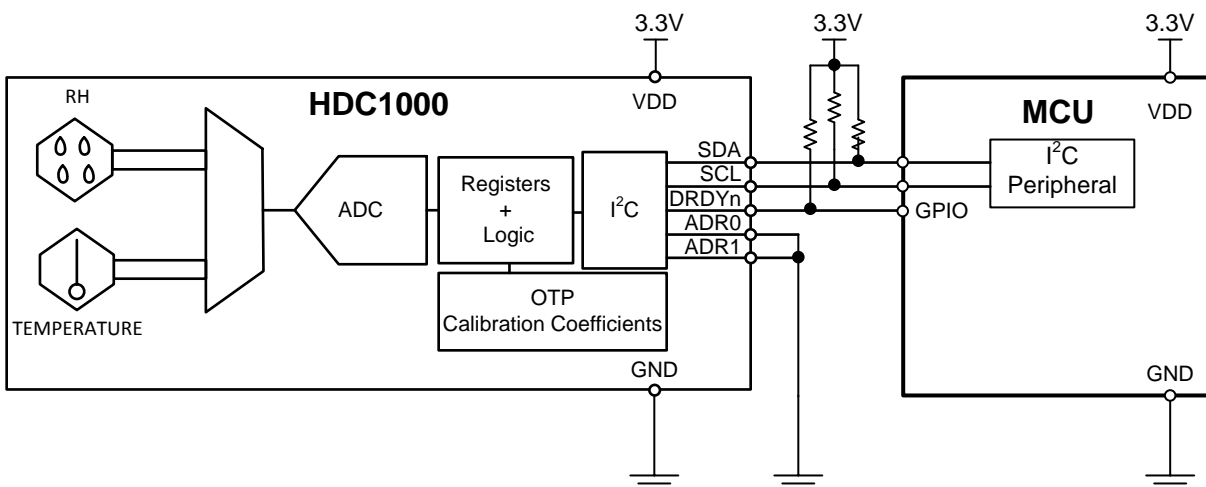 3.3V
3.3V
3.3V
RH
HDC1000
VDD
MCU
VDD
SDA
SCL
DRDYn
ADR0
ADR1
ADC
Registers
+
Logic
I²C
I²C
Peripheral
GPIO
OTP
Calibration Coefficients
TEMPERATURE
GND
GND